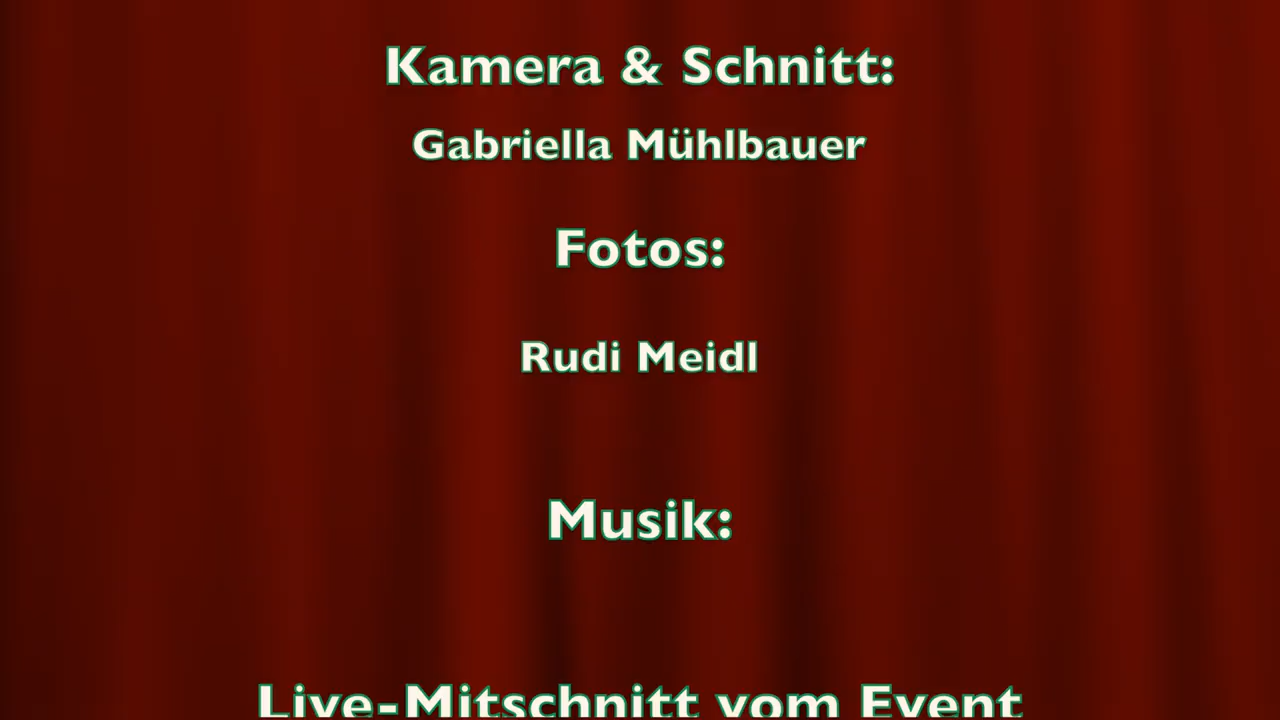 Kamera & Schnitt:
Gabriella Mühlbauer
Fotos:
Rudi Meidl
Musik:
Live-Mitschnitt vom Event